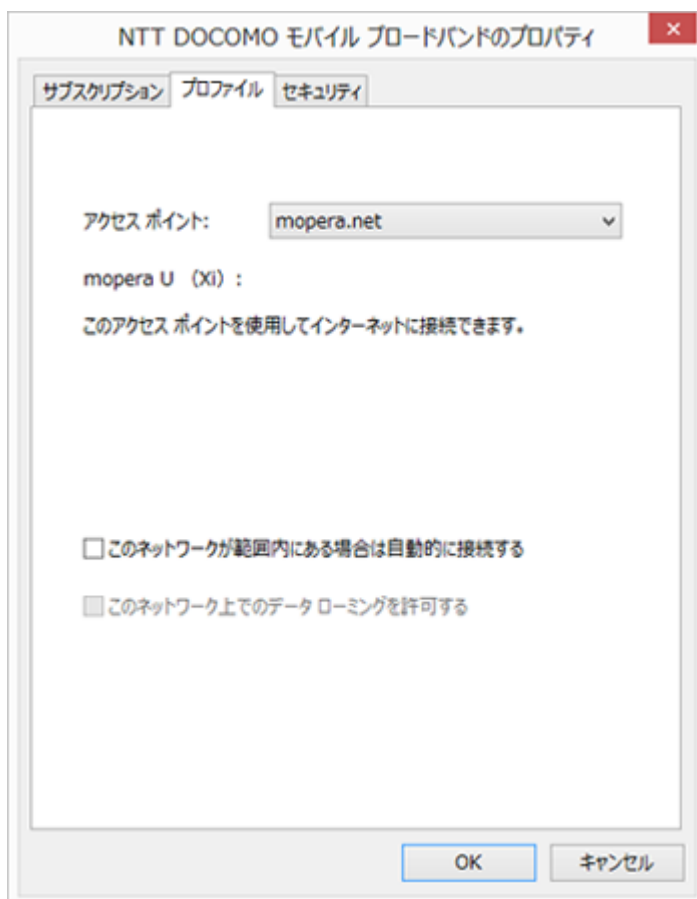 NTT DOCOMO モバイル ブロードバンドのプロパティ
サブスクリプション プロファイル セキュリティ
アクセス ポイント: mopera.net
mopera U （Xi）:
このアクセス ポイントを使用してインターネットに接続できます。
このネットワークが範囲内にある場合は自動的に接続する
このネットワーク上でのデータ ローミングを許可する
OK キャンセル